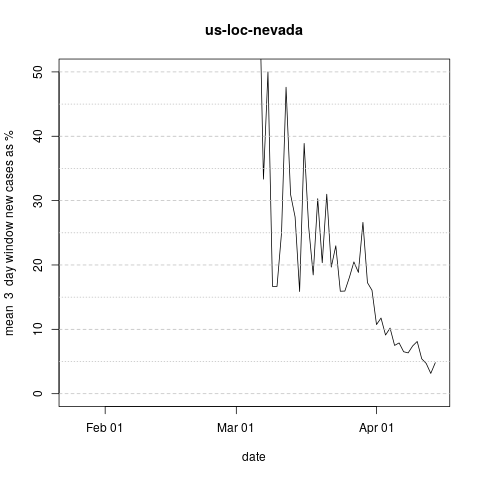 us-loc-nevada
mean 3 day window new cases as %
50
40
30
20
10
0
Feb 01
Mar 01
Apr 01
date